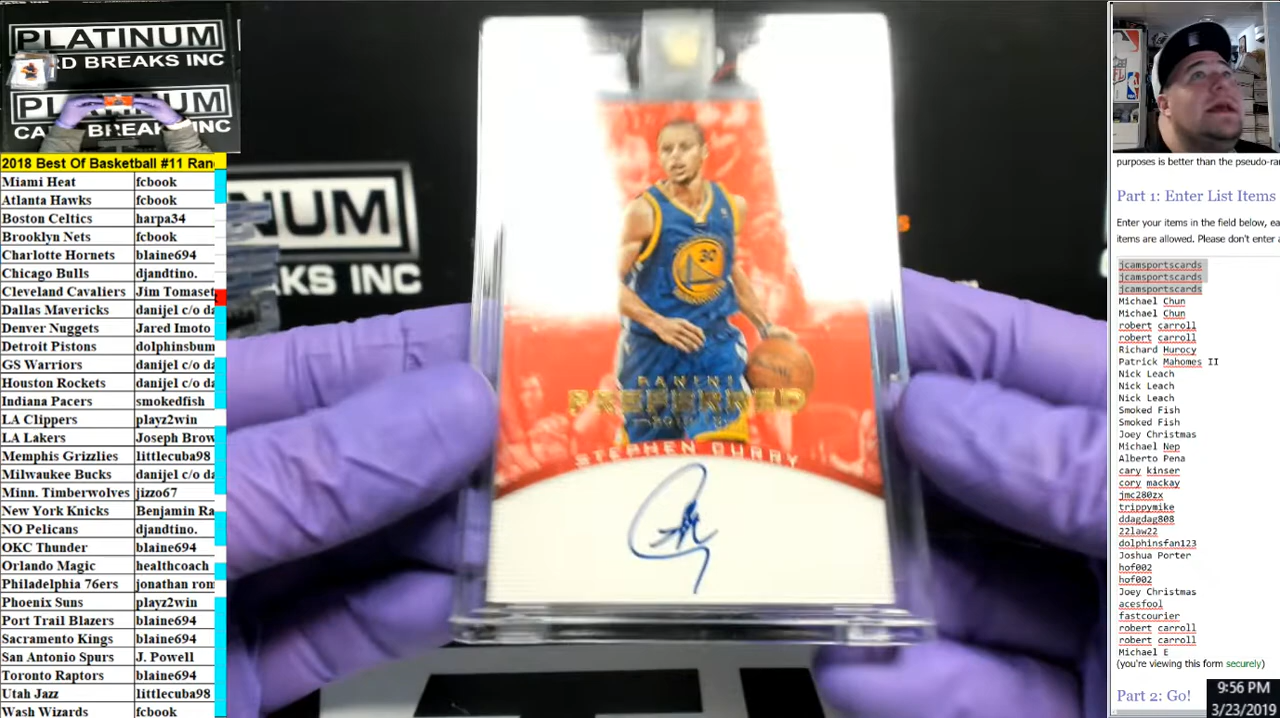 PLATINUM
RD BREAKS INC
PLATINUM
CARD BREAKS INC
2018 Best Of Basketball #11 Ran
Miami Heat fcbook
Atlanta Hawks fcbook
Boston Celtics harpa34
Brooklyn Nets fcbook
Charlotte Hornets blaine694
Chicago Bulls djandtino.
Cleveland Cavaliers Jim Tomaset
Dallas Mavericks danijel c/o da
Denver Nuggets Jared Imoto
Detroit Pistons dolphinsbum
GS Warriors danijel c/o da
Houston Rockets danijel c/o da
Indiana Pacers smokedfish
LA Clippers playz2win
LA Lakers Joseph Brow
Memphis Grizzlies littlecuba98
Milwaukee Bucks danijel c/o da
Minn. Timberwolves jizzo67
New York Knicks Benjamin Ra
NO Pelicans djandtino.
OKC Thunder blaine694
Orlando Magic healthcoach
Philadelphia 76ers jonathan rom
Phoenix Suns playz2win
Port Trail Blazers blaine694
Sacramento Kings blaine694
San Antonio Spurs J. Powell
Toronto Raptors blaine694
Utah Jazz littlecuba98
Wash Wizards fcbook
NUM
KS INC
30
PANINI
PREFERRED
STEPHEN CURRY
purposes is better than the pseudo-ra
Part 1: Enter List Items
Enter your items in the field below, ea
items are allowed. Please don't enter a
jcamsportscards
jcamsportscards
jcamsportscards
Michael Chun
Michael Chun
robert carroll
robert carroll
Richard Hurocy
Patrick Mahomes II
Nick Leach
Nick Leach
Nick Leach
Smoked Fish
Smoked Fish
Joey Christmas
Michael Nep
Alberto Pena
cary kinser
cory mackay
jmc280zx
trippymike
ddagdag808
22law22
dolphinsfan123
Joshua Porter
hof002
hof002
Joey Christmas
acesfool
fastcourier
robert carroll
robert carroll
Michael E
(you're viewing this form securely)
Part 2: Go!
9:56 PM
3/23/2019